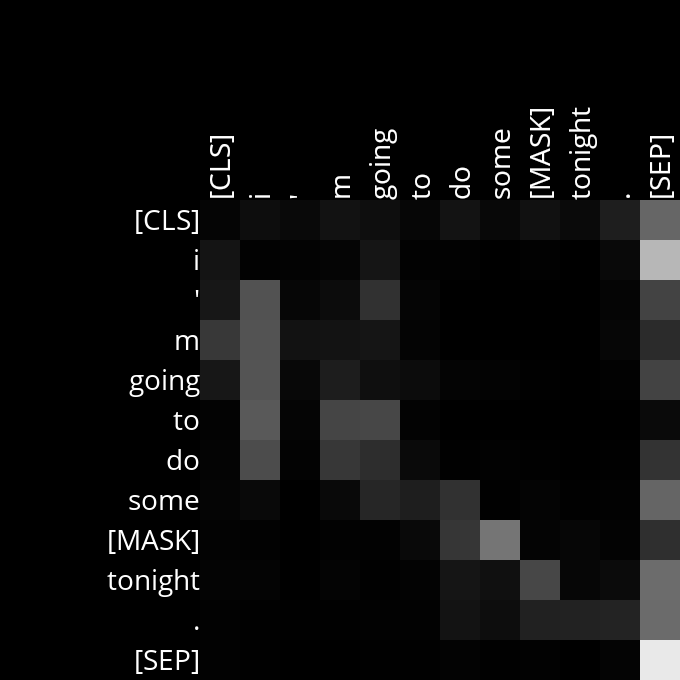 [CLS]
i
'
m
going
to
do
some
[MASK]
tonight
.
[SEP]
[CLS]
i
'
m
going
to
do
some
[MASK]
tonight
.
[SEP]